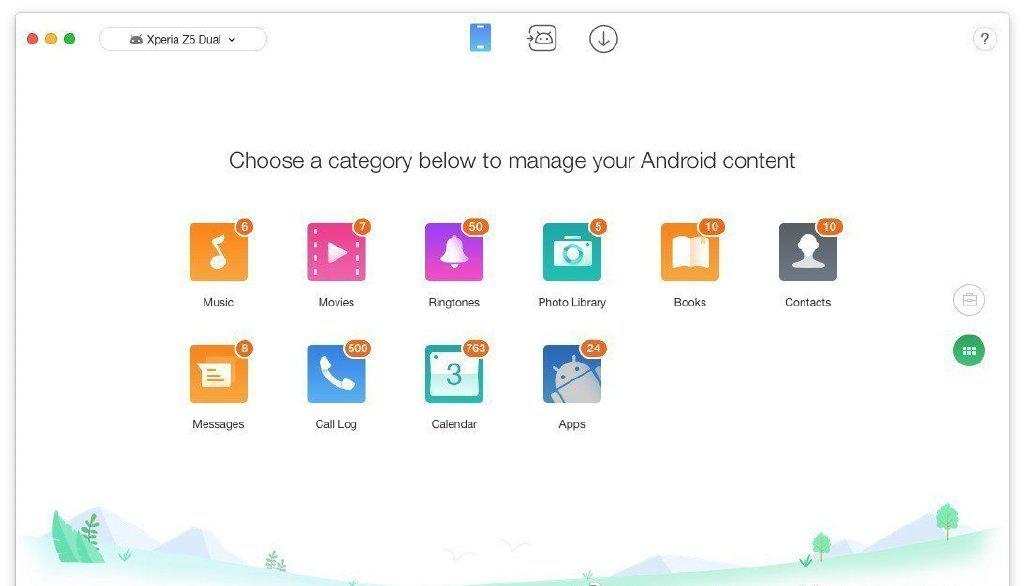 Xperia Z5 Dual
?
Choose a category below to manage your Android content
6 7 50 5 10 10
Music Movies Ringtones Photo Library Books Contacts
8 500 763 24
3
Messages Call Log Calendar Apps